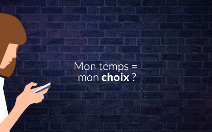 Mon temps =
mon choix ?